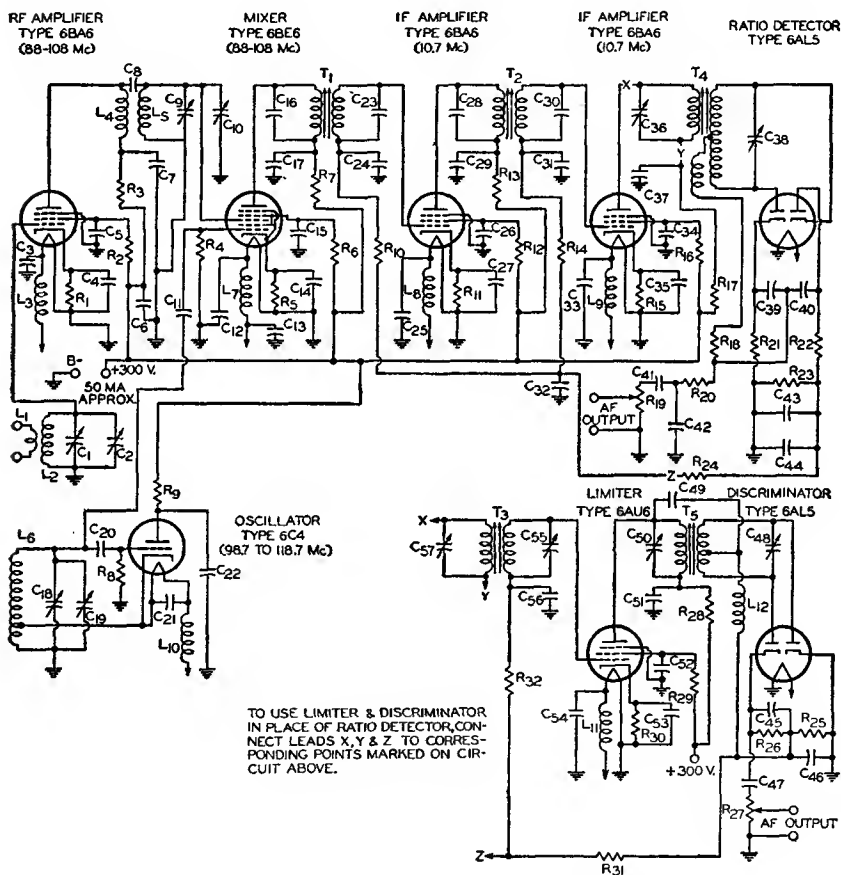 RF AMPLIFIER
TYPE 6BA6
(88-108 Mc)
MIXER
TYPE 6BE6
(88-108 Mc)
IF AMPLIFIER
TYPE 6BA6
(10.7 Mc)
IF AMPLIFIER
TYPE 6BA6
(10.7 Mc)
RATIO DETECTOR
TYPE 6AL5
C8
L4
L5
C9
C10
T1
C16
C23
T2
C28
C30
X
T4
C36
C38
R3
C7
C17
R7
C24
C29
R13
C31
Y
C37
C3
C5
R2
C4
L3
R1
C6
C11
R4
C15
R6
L7
R5
C14
C12
C13
R10
C26
R12
L8
C27
R11
C25
R14
C33
L9
C34
R16
C35
R15
R17
R18
C39
C40
R21
R22
B-
+300 V.
50 MA
APPROX.
C32
C41
R20
R19
AF
OUTPUT
C42
R23
C43
C44
L1
L2
C1
C2
Z
R24
R9
OSCILLATOR
TYPE 6C4
(98.7 TO 118.7 Mc)
L6
C20
R8
C18
C19
C21
L10
C22
LIMITER
TYPE 6AU6
C49
DISCRIMINATOR
TYPE 6AL5
X
T3
C57
C55
Y
C56
C50
T5
C48
C51
R28
L12
R32
C52
R29
C54
L11
C53
R30
C45
R25
R26
C46
+300 V.
C47
R27
AF OUTPUT
TO USE LIMITER & DISCRIMINATOR
IN PLACE OF RATIO DETECTOR, CON-
NECT LEADS X, Y & Z TO CORRES-
PONDING POINTS MARKED ON CIR-
CUIT ABOVE.
Z
R31